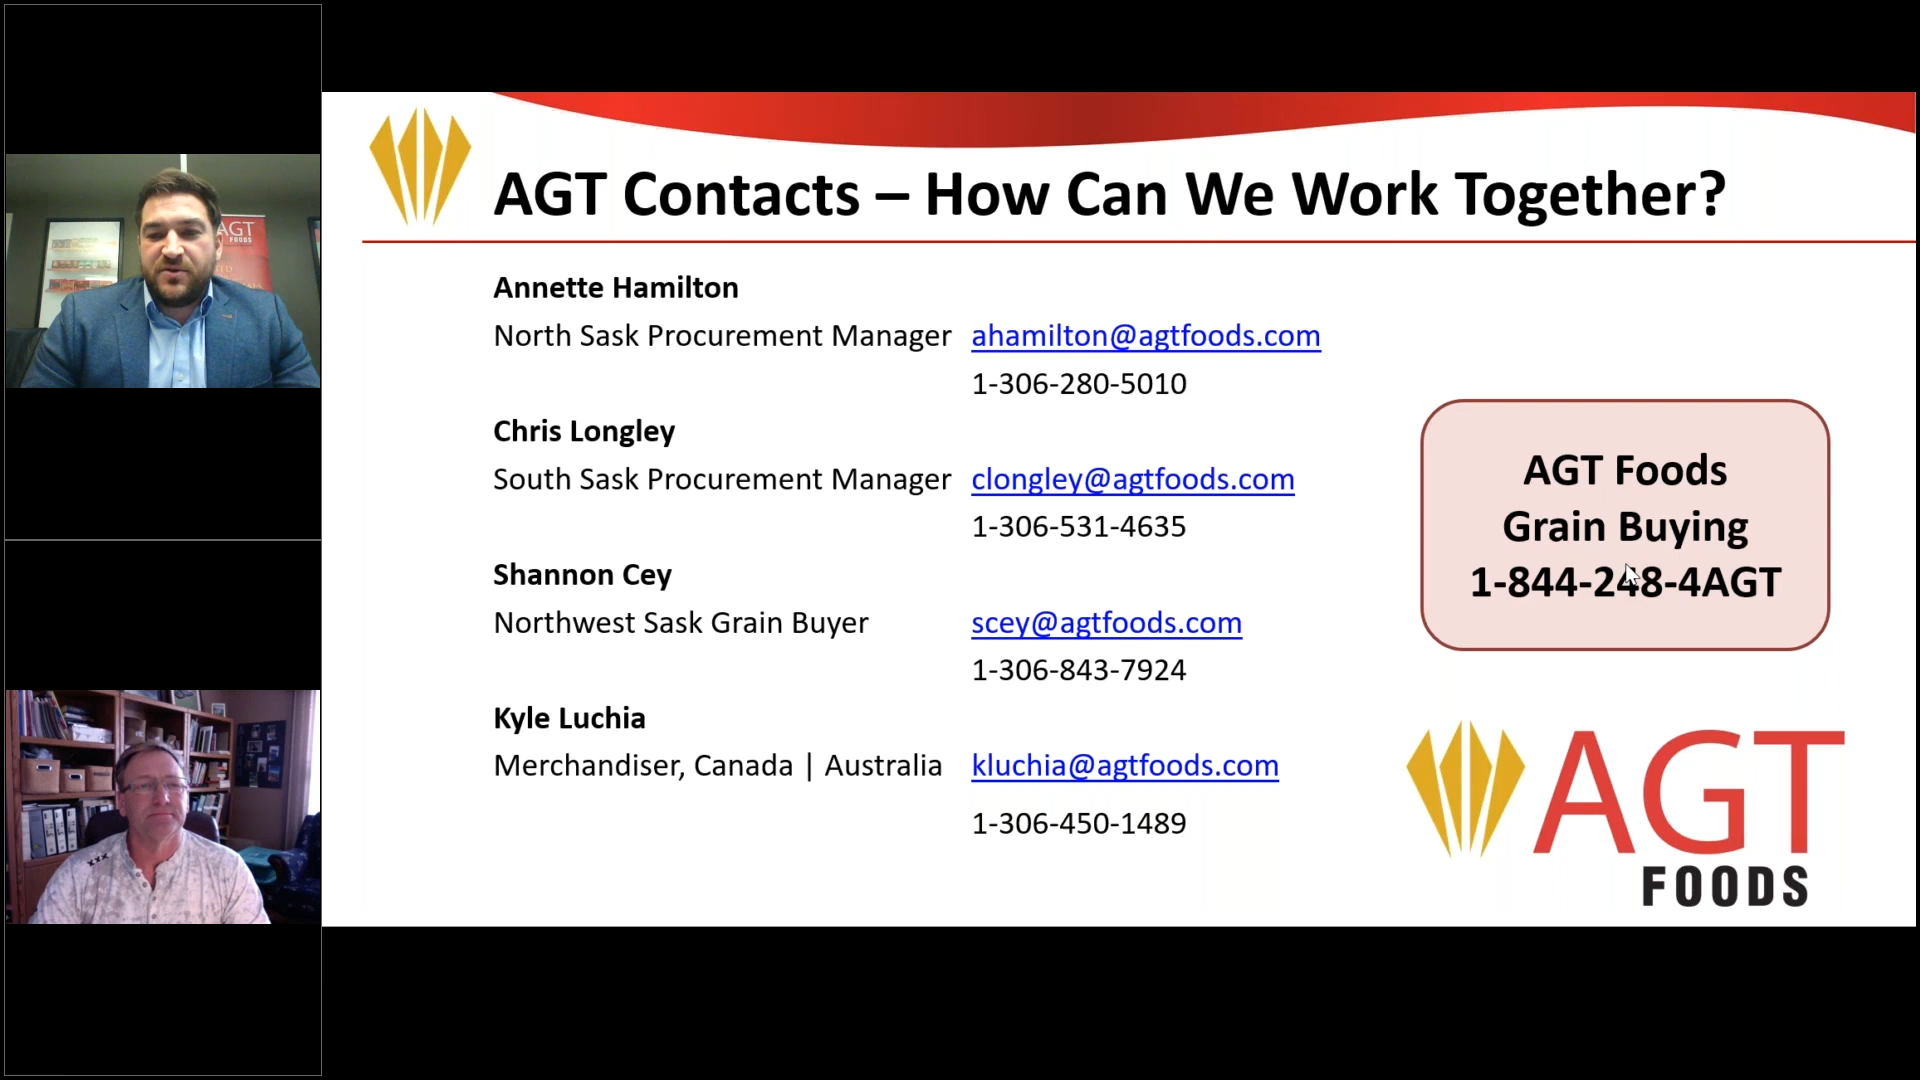 AGT Contacts – How Can We Work Together?
Annette Hamilton
North Sask Procurement Manager ahamilton@agtfoods.com
1-306-280-5010
Chris Longley
South Sask Procurement Manager clongley@agtfoods.com
1-306-531-4635
Shannon Cey
Northwest Sask Grain Buyer scey@agtfoods.com
1-306-843-7924
Kyle Luchia
Merchandiser, Canada | Australia kluchia@agtfoods.com
1-306-450-1489
AGT Foods
Grain Buying
1-844-248-4AGT
AGT
FOODS
AGT
FOODS